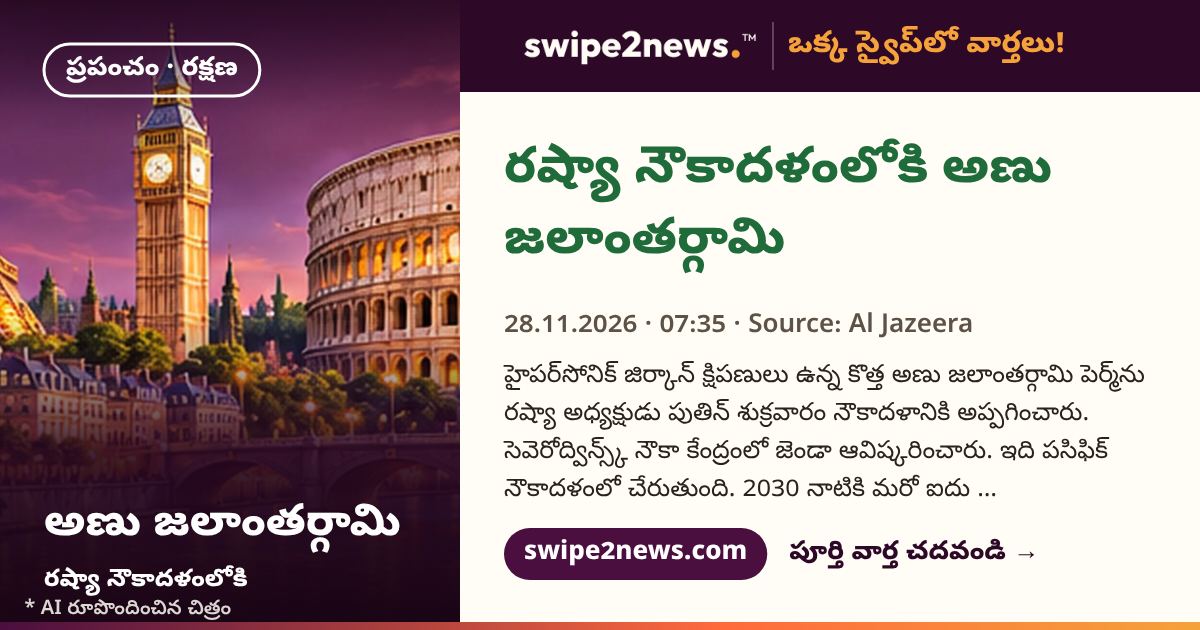 ప్రపంచం · రక్షణ
swipe2news.™ ఒక్క స్వైప్‌లో వార్తలు!
రష్యా నౌకాదళంలోకి అణు
జలాంతర్గామి
28.11.2026 · 07:35 · Source: Al Jazeera
హైపర్‌సోనిక్ జిర్కాన్ క్షిపణులు ఉన్న కొత్త అణు జలాంతర్గామి పెర్మ్‌ను
రష్యా అధ్యక్షుడు పుతిన్ శుక్రవారం నౌకాదళానికి అప్పగించారు.
సెవెరోద్విన్స్క్ నౌకా కేంద్రంలో జెండా ఆవిష్కరించారు. ఇది పసిఫిక్
నౌకాదళంలో చేరుతుంది. 2030 నాటికి మరో ఐదు ...
swipe2news.com పూర్తి వార్త చదవండి →
అణు జలాంతర్గామి
రష్యా నౌకాదళంలోకి
* AI రూపొందించిన చిత్రం